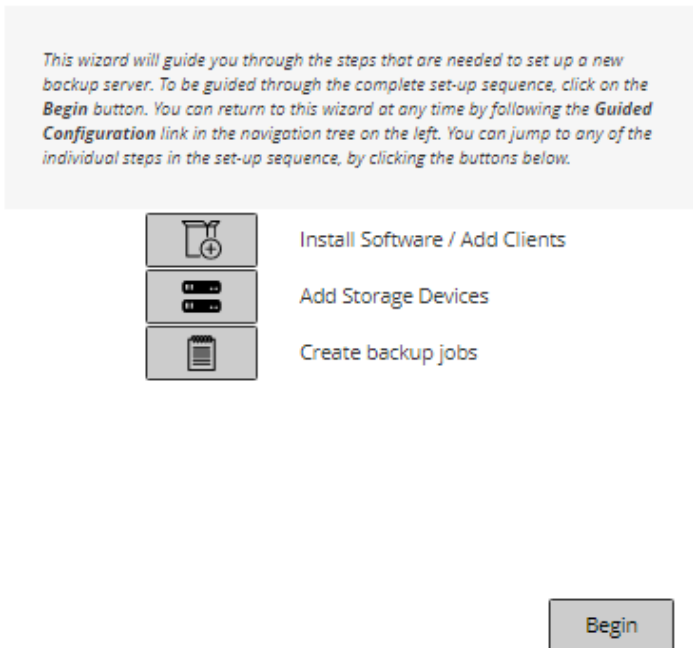 This wizard will guide you through the steps that are needed to set up a new
backup server. To be guided through the complete set-up sequence, click on the
Begin button. You can return to this wizard at any time by following the Guided
Configuration link in the navigation tree on the left. You can jump to any of the
individual steps in the set-up sequence, by clicking the buttons below.
Install Software / Add Clients
Add Storage Devices
Create backup jobs
Begin